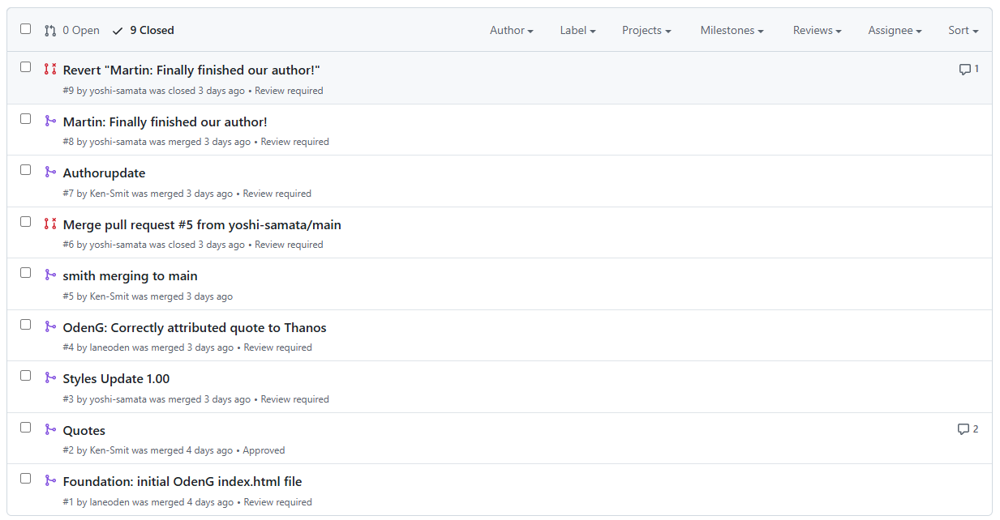 0 Open 9 Closed Author Label Projects Milestones Reviews Assignee Sort
Revert "Martin: Finally finished our author!" 1
#9 by yoshi-samata was closed 3 days ago • Review required
Martin: Finally finished our author!
#8 by yoshi-samata was merged 3 days ago • Review required
Authorupdate
#7 by Ken-Smit was merged 3 days ago • Review required
Merge pull request #5 from yoshi-samata/main
#6 by yoshi-samata was closed 3 days ago • Review required
smith merging to main
#5 by Ken-Smit was merged 3 days ago
OdenG: Correctly attributed quote to Thanos
#4 by laneoden was merged 3 days ago • Review required
Styles Update 1.00
#3 by yoshi-samata was merged 3 days ago • Review required
Quotes 2
#2 by Ken-Smit was merged 4 days ago • Approved
Foundation: initial OdenG index.html file
#1 by laneoden was merged 4 days ago • Review required